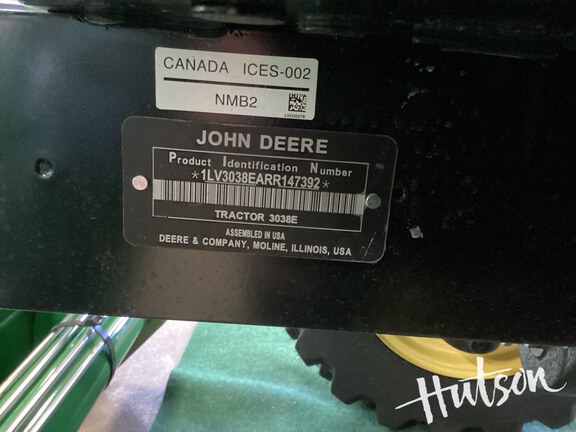 CANADA ICES-002
NMB2
JOHN DEERE
Product Identification Number
*1LV3038EARR147392*
TRACTOR 3038E
ASSEMBLED IN USA
DEERE & COMPANY, MOLINE, ILLINOIS, USA
Hutson